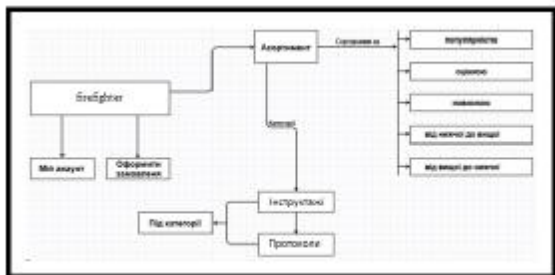 Асортимент
Сортування за
популярністю
оцінкою
новизною
від нижчої до вищої
від вищої до нижчої
firefighter
Мій акаунт
Оформити
замовлення
Інструктажі
Під категорії
Протоколи